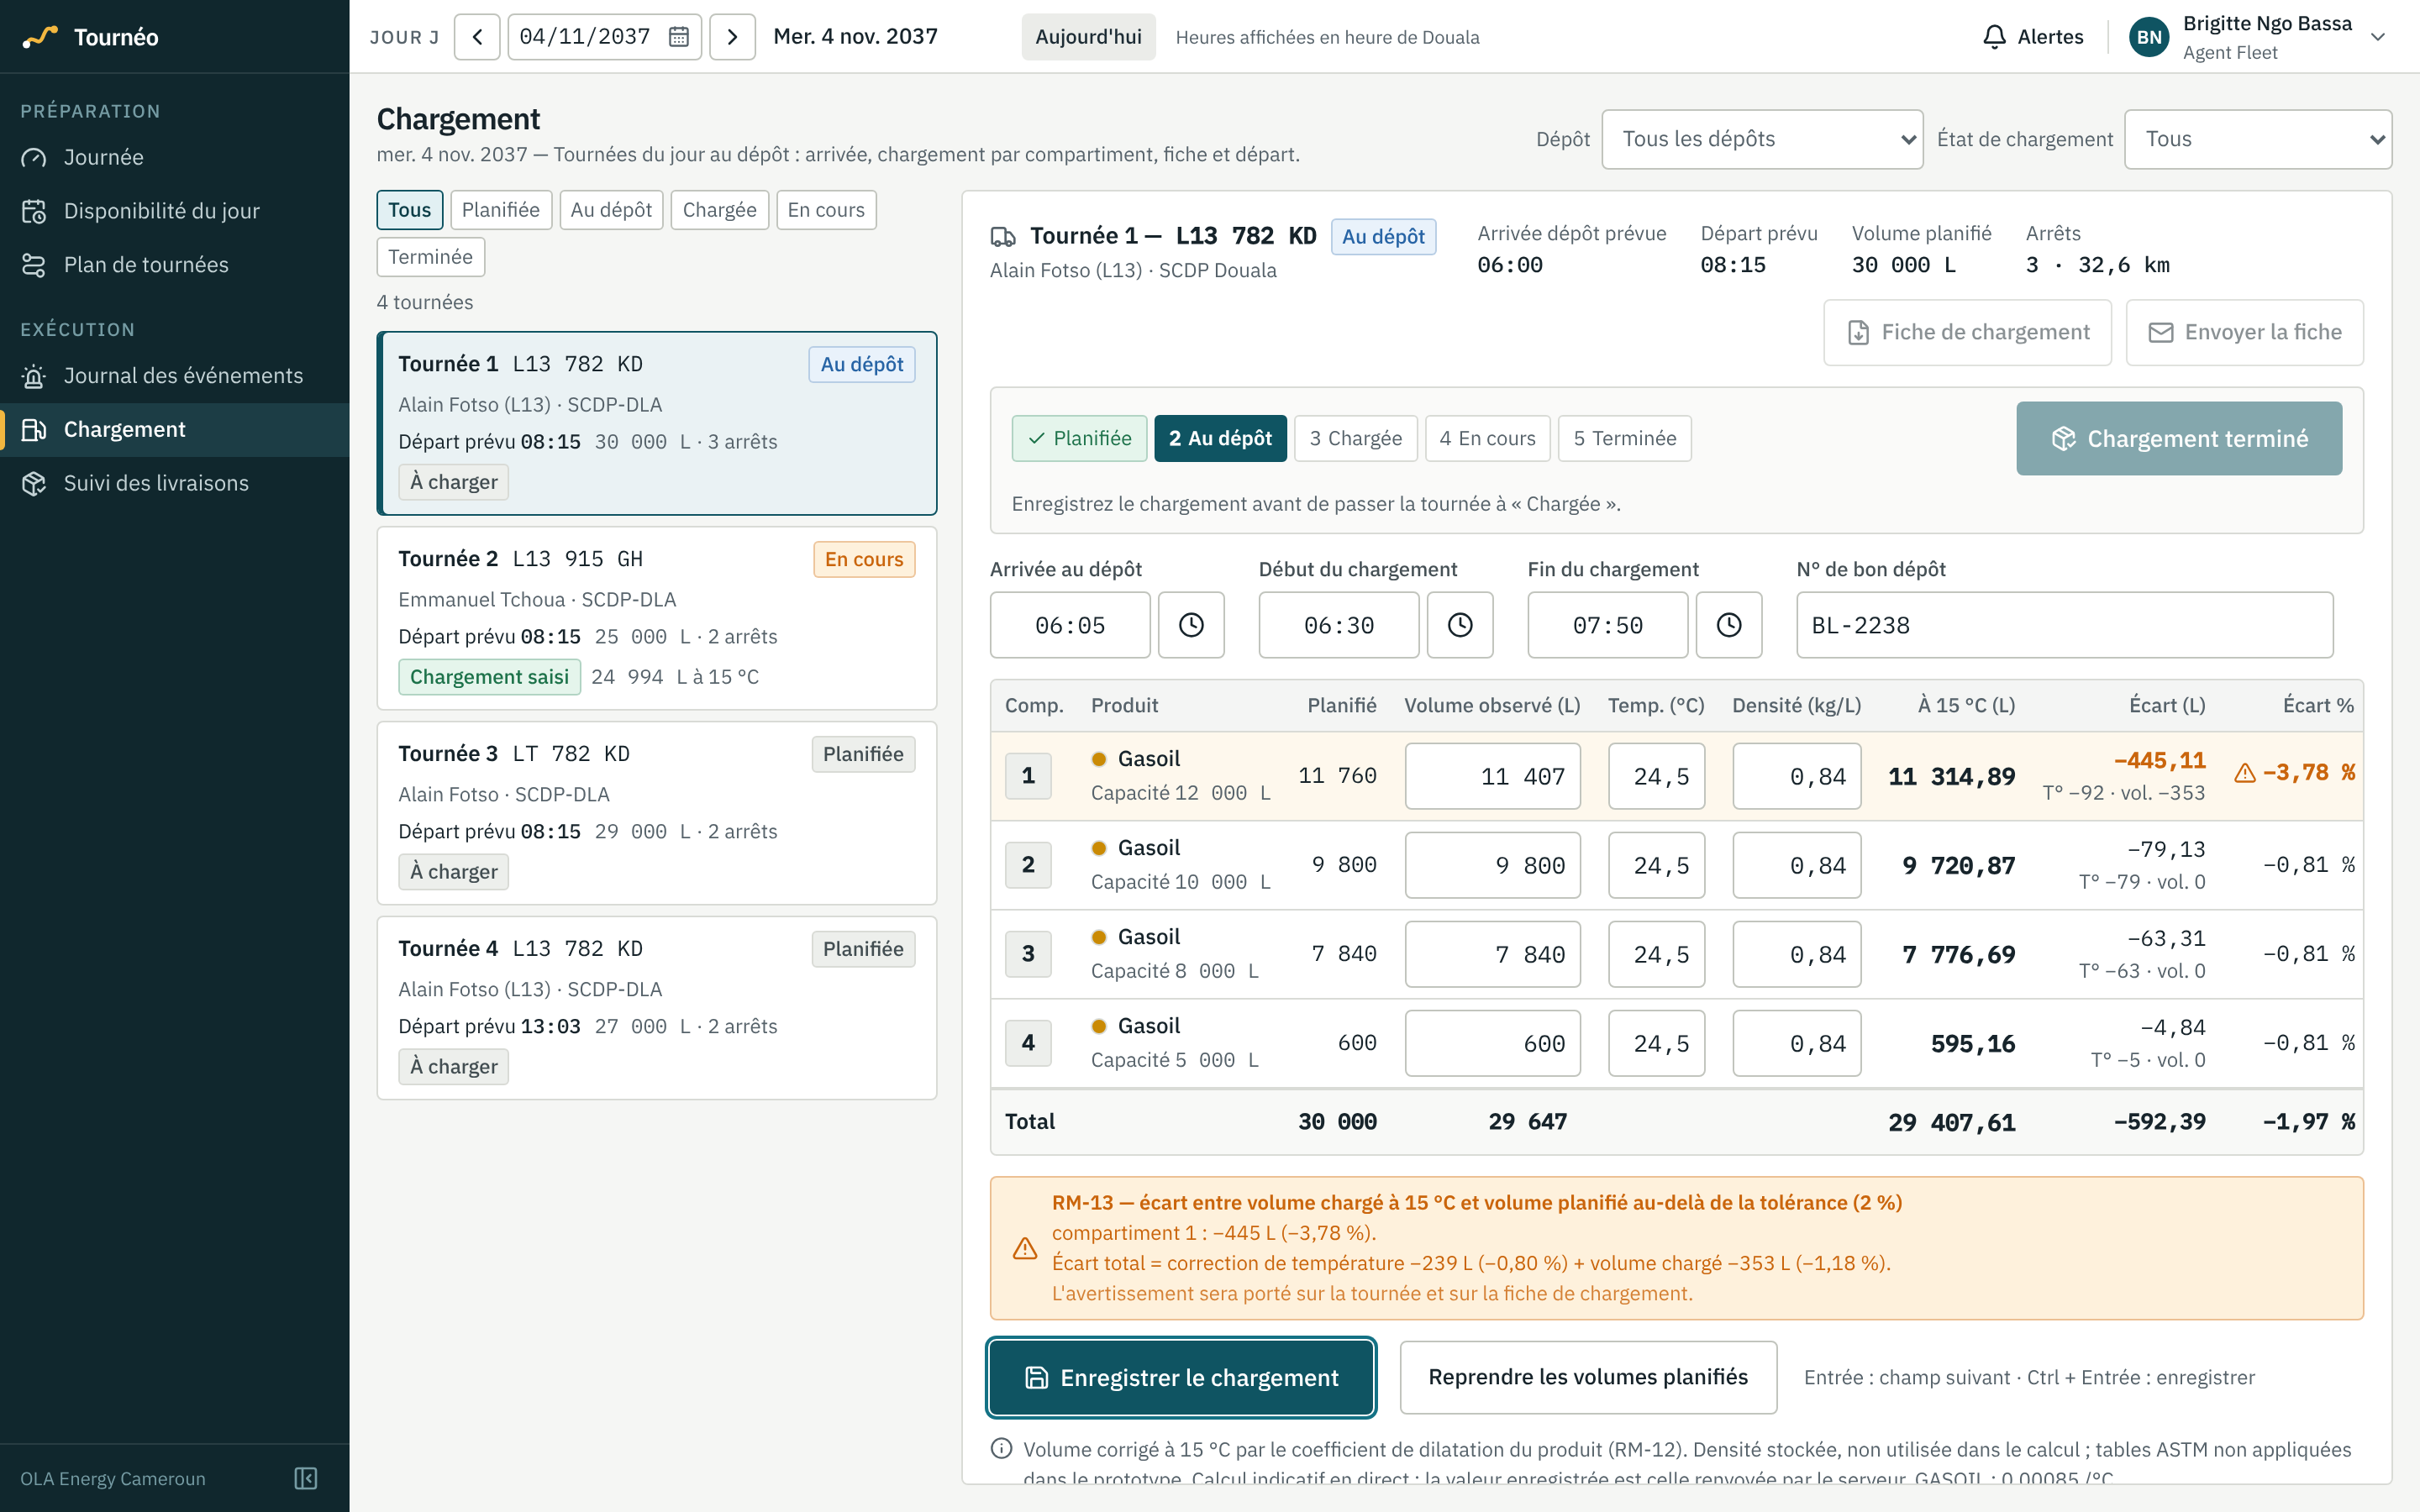 Tournéo
JOUR J
04/11/2037
Mer. 4 nov. 2037
Aujourd'hui
Heures affichées en heure de Douala
Alertes
BN
Brigitte Ngo Bassa
Agent Fleet
PRÉPARATION
Journée
Disponibilité du jour
Plan de tournées
EXÉCUTION
Journal des événements
Chargement
Suivi des livraisons
OLA Energy Cameroun
Chargement
mer. 4 nov. 2037 — Tournées du jour au dépôt : arrivée, chargement par compartiment, fiche et départ.
Dépôt
Tous les dépôts
État de chargement
Tous
Tous
Planifiée
Au dépôt
Chargée
En cours
Terminée
4 tournées
Tournée 1 L13 782 KD
Au dépôt
Alain Fotso (L13) · SCDP-DLA
Départ prévu 08:15 30 000 L · 3 arrêts
À charger
Tournée 2 L13 915 GH
En cours
Emmanuel Tchoua · SCDP-DLA
Départ prévu 08:15 25 000 L · 2 arrêts
Chargement saisi 24 994 L à 15 °C
Tournée 3 LT 782 KD
Planifiée
Alain Fotso · SCDP-DLA
Départ prévu 08:15 29 000 L · 2 arrêts
À charger
Tournée 4 L13 782 KD
Planifiée
Alain Fotso (L13) · SCDP-DLA
Départ prévu 13:03 27 000 L · 2 arrêts
À charger
Tournée 1 — L13 782 KD
Au dépôt
Alain Fotso (L13) · SCDP Douala
Arrivée dépôt prévue
06:00
Départ prévu
08:15
Volume planifié
30 000 L
Arrêts
3 · 32,6 km
Fiche de chargement
Envoyer la fiche
Planifiée
2 Au dépôt
3 Chargée
4 En cours
5 Terminée
Chargement terminé
Enregistrez le chargement avant de passer la tournée à « Chargée ».
Arrivée au dépôt
06:05
Début du chargement
06:30
Fin du chargement
07:50
N° de bon dépôt
BL-2238
Comp. Produit Planifié Volume observé (L) Temp. (°C) Densité (kg/L) À 15 °C (L) Écart (L) Écart %
1 Gasoil 11 760 11 407 24,5 0,84 11 314,89 −445,11 −3,78 %
Capacité 12 000 L T° −92 · vol. −353
2 Gasoil 9 800 9 800 24,5 0,84 9 720,87 −79,13 −0,81 %
Capacité 10 000 L T° −79 · vol. 0
3 Gasoil 7 840 7 840 24,5 0,84 7 776,69 −63,31 −0,81 %
Capacité 8 000 L T° −63 · vol. 0
4 Gasoil 600 600 24,5 0,84 595,16 −4,84 −0,81 %
Capacité 5 000 L T° −5 · vol. 0
Total 30 000 29 647 29 407,61 −592,39 −1,97 %
RM-13 — écart entre volume chargé à 15 °C et volume planifié au-delà de la tolérance (2 %)
compartiment 1 : −445 L (−3,78 %).
Écart total = correction de température −239 L (−0,80 %) + volume chargé −353 L (−1,18 %).
L'avertissement sera porté sur la tournée et sur la fiche de chargement.
Enregistrer le chargement
Reprendre les volumes planifiés
Entrée : champ suivant · Ctrl + Entrée : enregistrer
Volume corrigé à 15 °C par le coefficient de dilatation du produit (RM-12). Densité stockée, non utilisée dans le calcul ; tables ASTM non appliquées
dans le prototype. Calcul indicatif en direct : la valeur enregistrée est celle renvoyée par le serveur. GASOIL : 0,00085 /°C